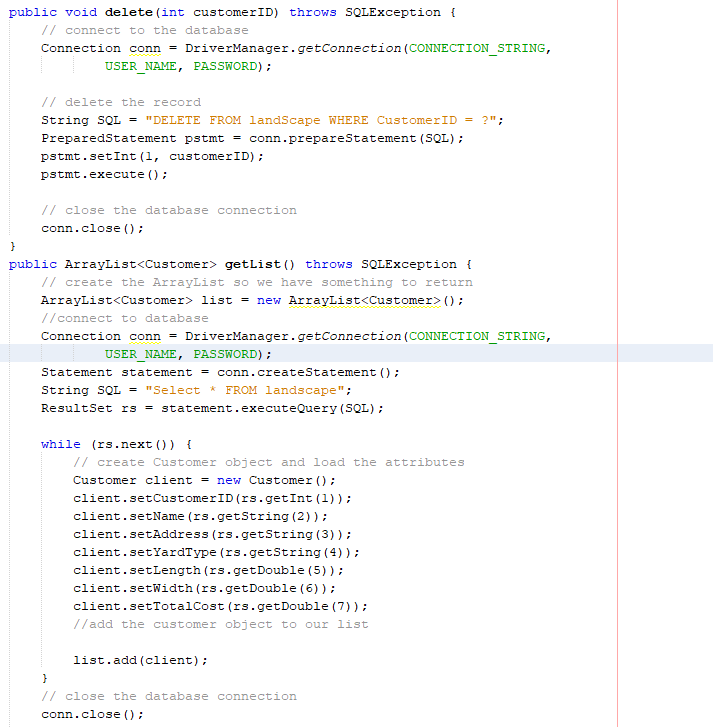 public void delete(int customerID) throws SQLException {
    // connect to the database
    Connection conn = DriverManager.getConnection(CONNECTION_STRING,
            USER_NAME, PASSWORD);

    // delete the record
    String SQL = "DELETE FROM landScape WHERE CustomerID = ?";
    PreparedStatement pstmt = conn.prepareStatement(SQL);
    pstmt.setInt(1, customerID);
    pstmt.execute();

    // close the database connection
    conn.close();
}
public ArrayList<Customer> getList() throws SQLException {
    // create the ArrayList so we have something to return
    ArrayList<Customer> list = new ArrayList<Customer>();
    //connect to database
    Connection conn = DriverManager.getConnection(CONNECTION_STRING,
            USER_NAME, PASSWORD);
    Statement statement = conn.createStatement();
    String SQL = "Select * FROM landscape";
    ResultSet rs = statement.executeQuery(SQL);

    while (rs.next()) {
        // create Customer object and load the attributes
        Customer client = new Customer();
        client.setCustomerID(rs.getInt(1));
        client.setName(rs.getString(2));
        client.setAddress(rs.getString(3));
        client.setYardType(rs.getString(4));
        client.setLength(rs.getDouble(5));
        client.setWidth(rs.getDouble(6));
        client.setTotalCost(rs.getDouble(7));
        //add the customer object to our list

        list.add(client);
    }
    // close the database connection
    conn.close();